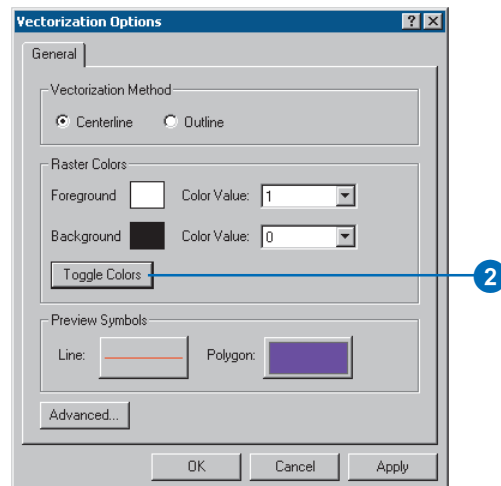 Vectorization Options
General
Vectorization Method
Centerline Outline
Raster Colors
Foreground Color Value: 1
Background Color Value: 0
Toggle Colors 2
Preview Symbols
Line: Polygon:
Advanced...
OK Cancel Apply